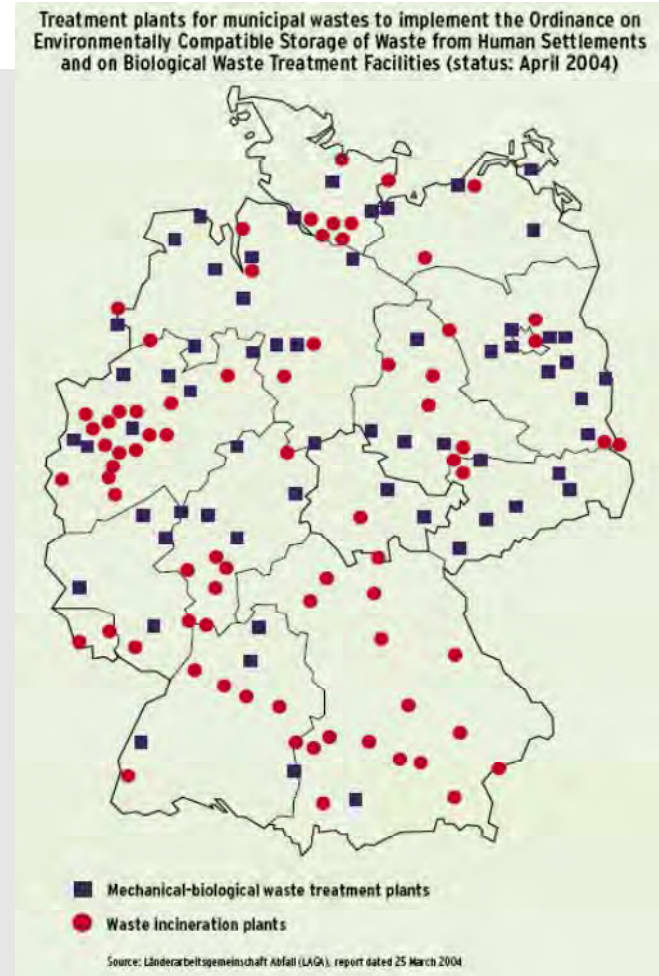 Treatment plants for municipal wastes to implement the Ordinance on
Environmentally Compatible Storage of Waste from Human Settlements
and on Biological Waste Treatment Facilities (status: April 2004)
Mechanical-biological waste treatment plants
Waste incineration plants
Source: Länderarbeitsgemeinschaft Abfall (LAGA), report dated 25 March 2004